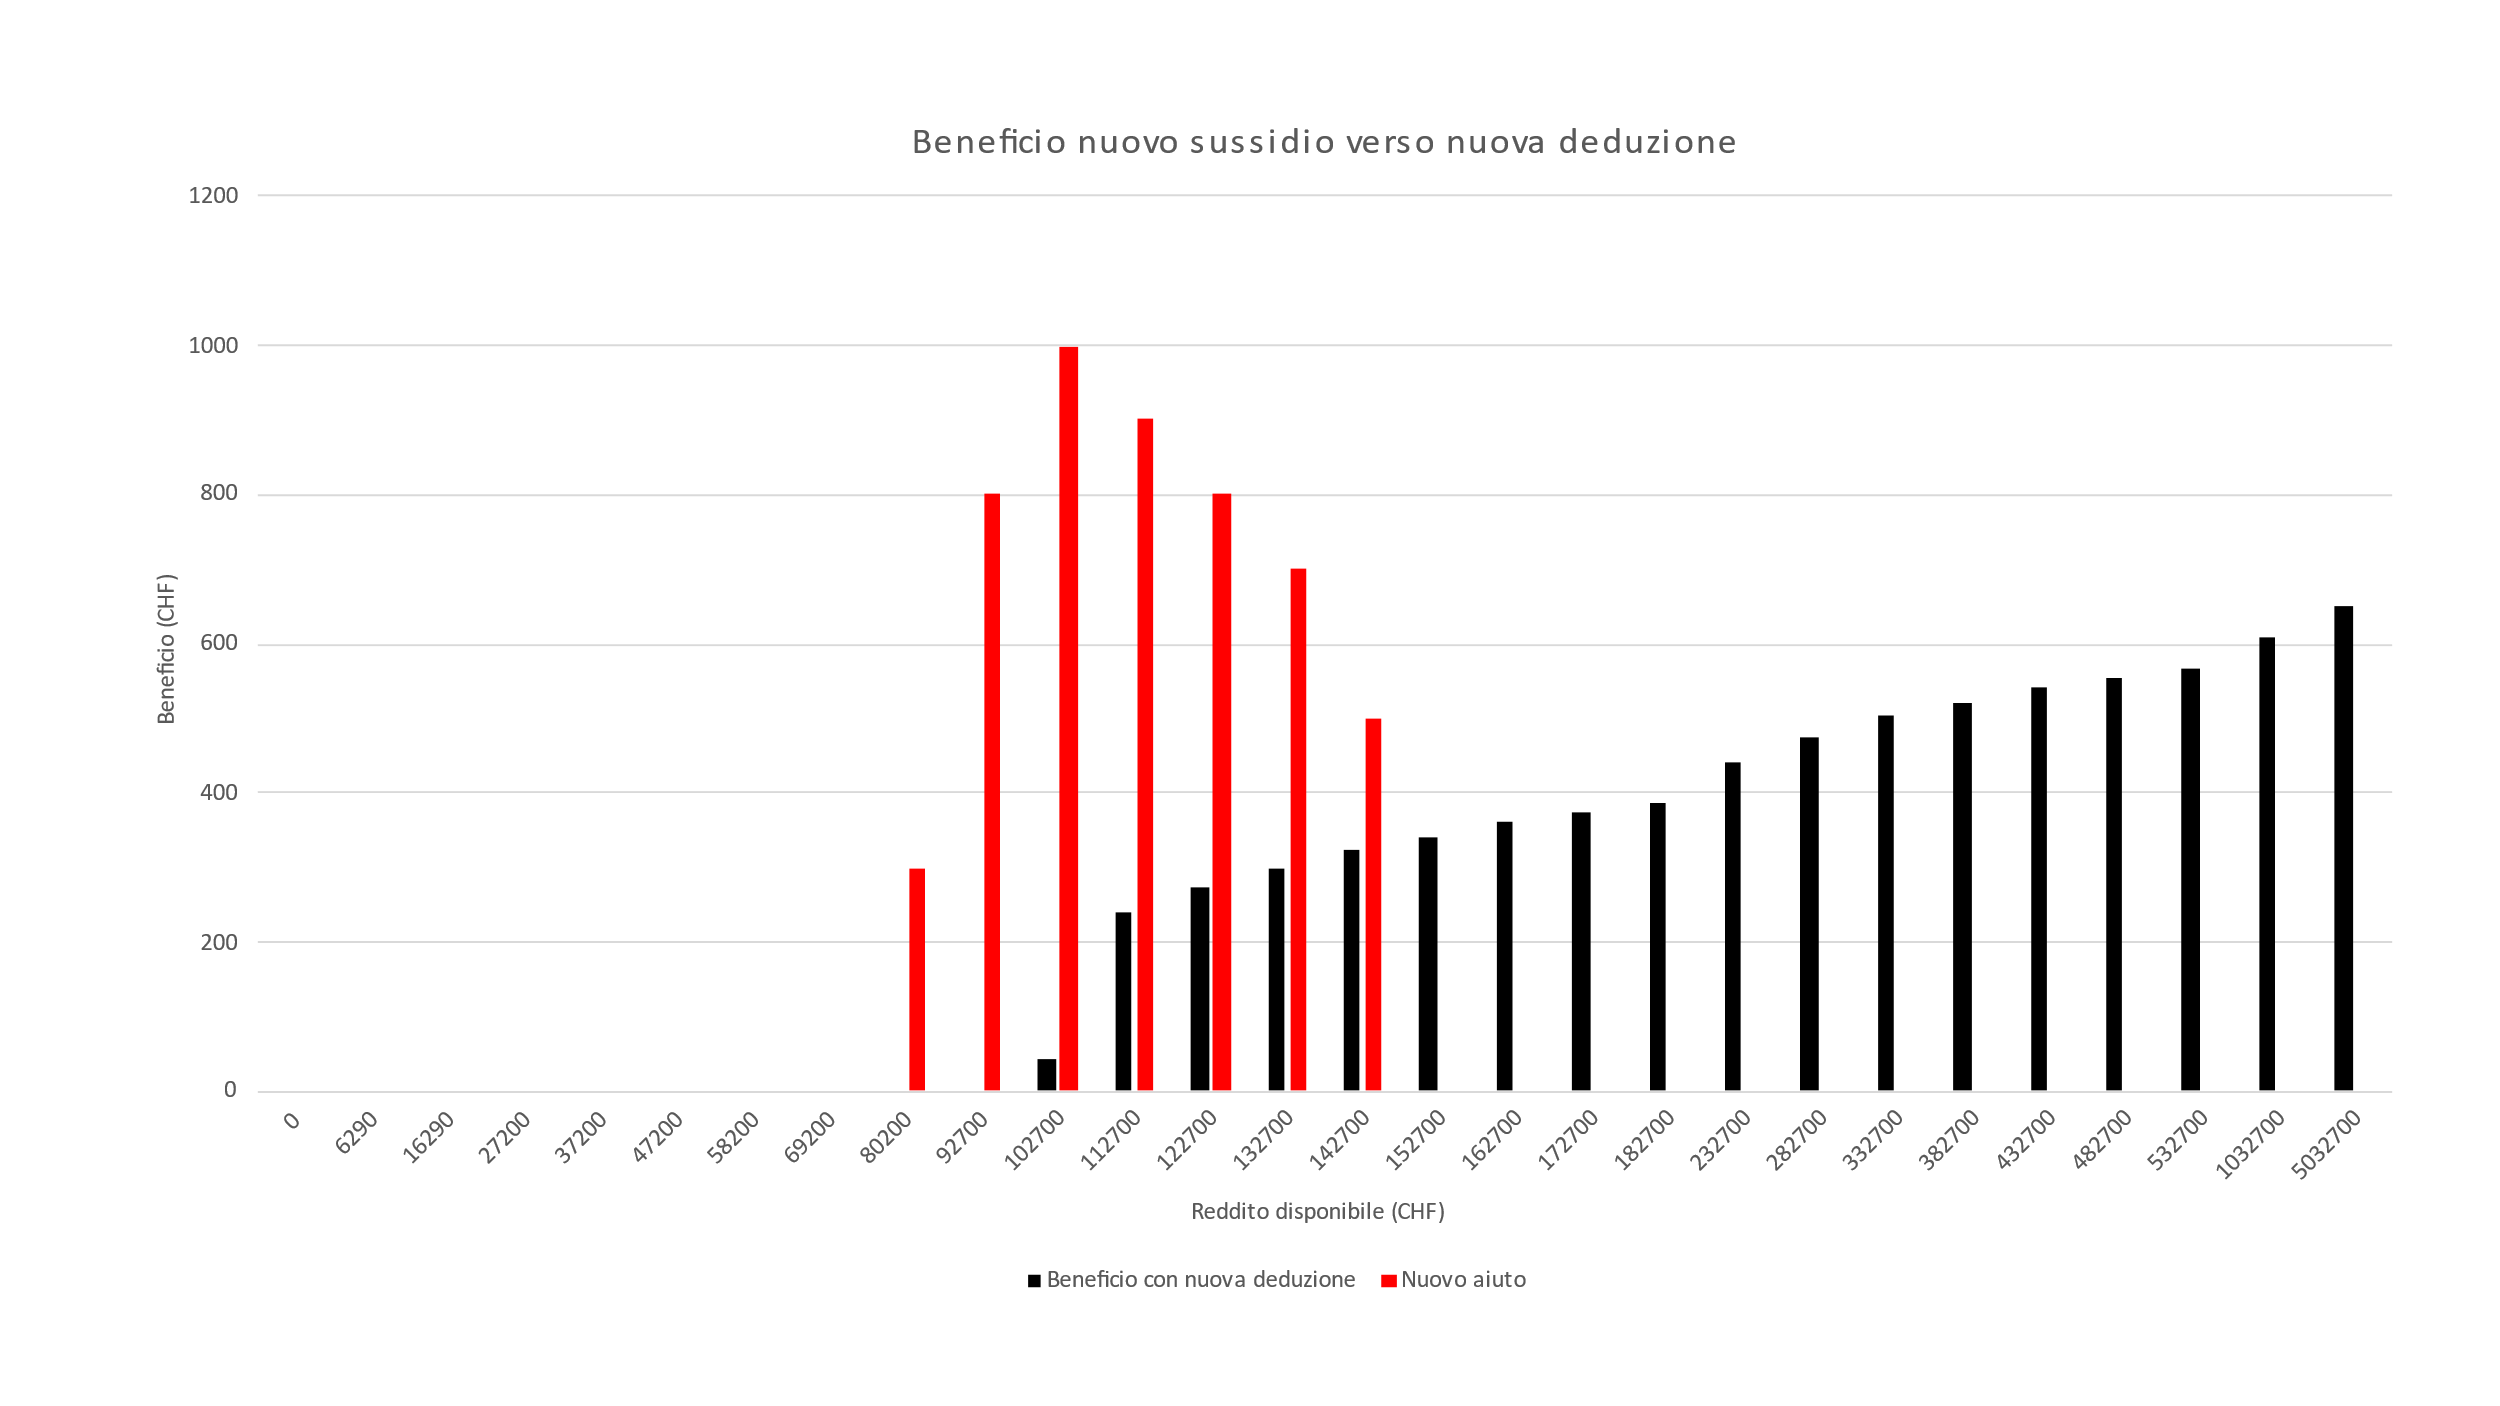 Beneficio nuovo sussidio verso nuova deduzione
1200
1000
800
600
400
200
0
Beneficio (CHF)
0 6290 16290 27200 37200 47200 58200 69200 80200 92700 102700 112700 122700 132700 142700 152700 162700 172700 182700 232700 282700 332700 382700 432700 482700 532700 1032700 5032700
Reddito disponibile (CHF)
Beneficio con nuova deduzione Nuovo aiuto